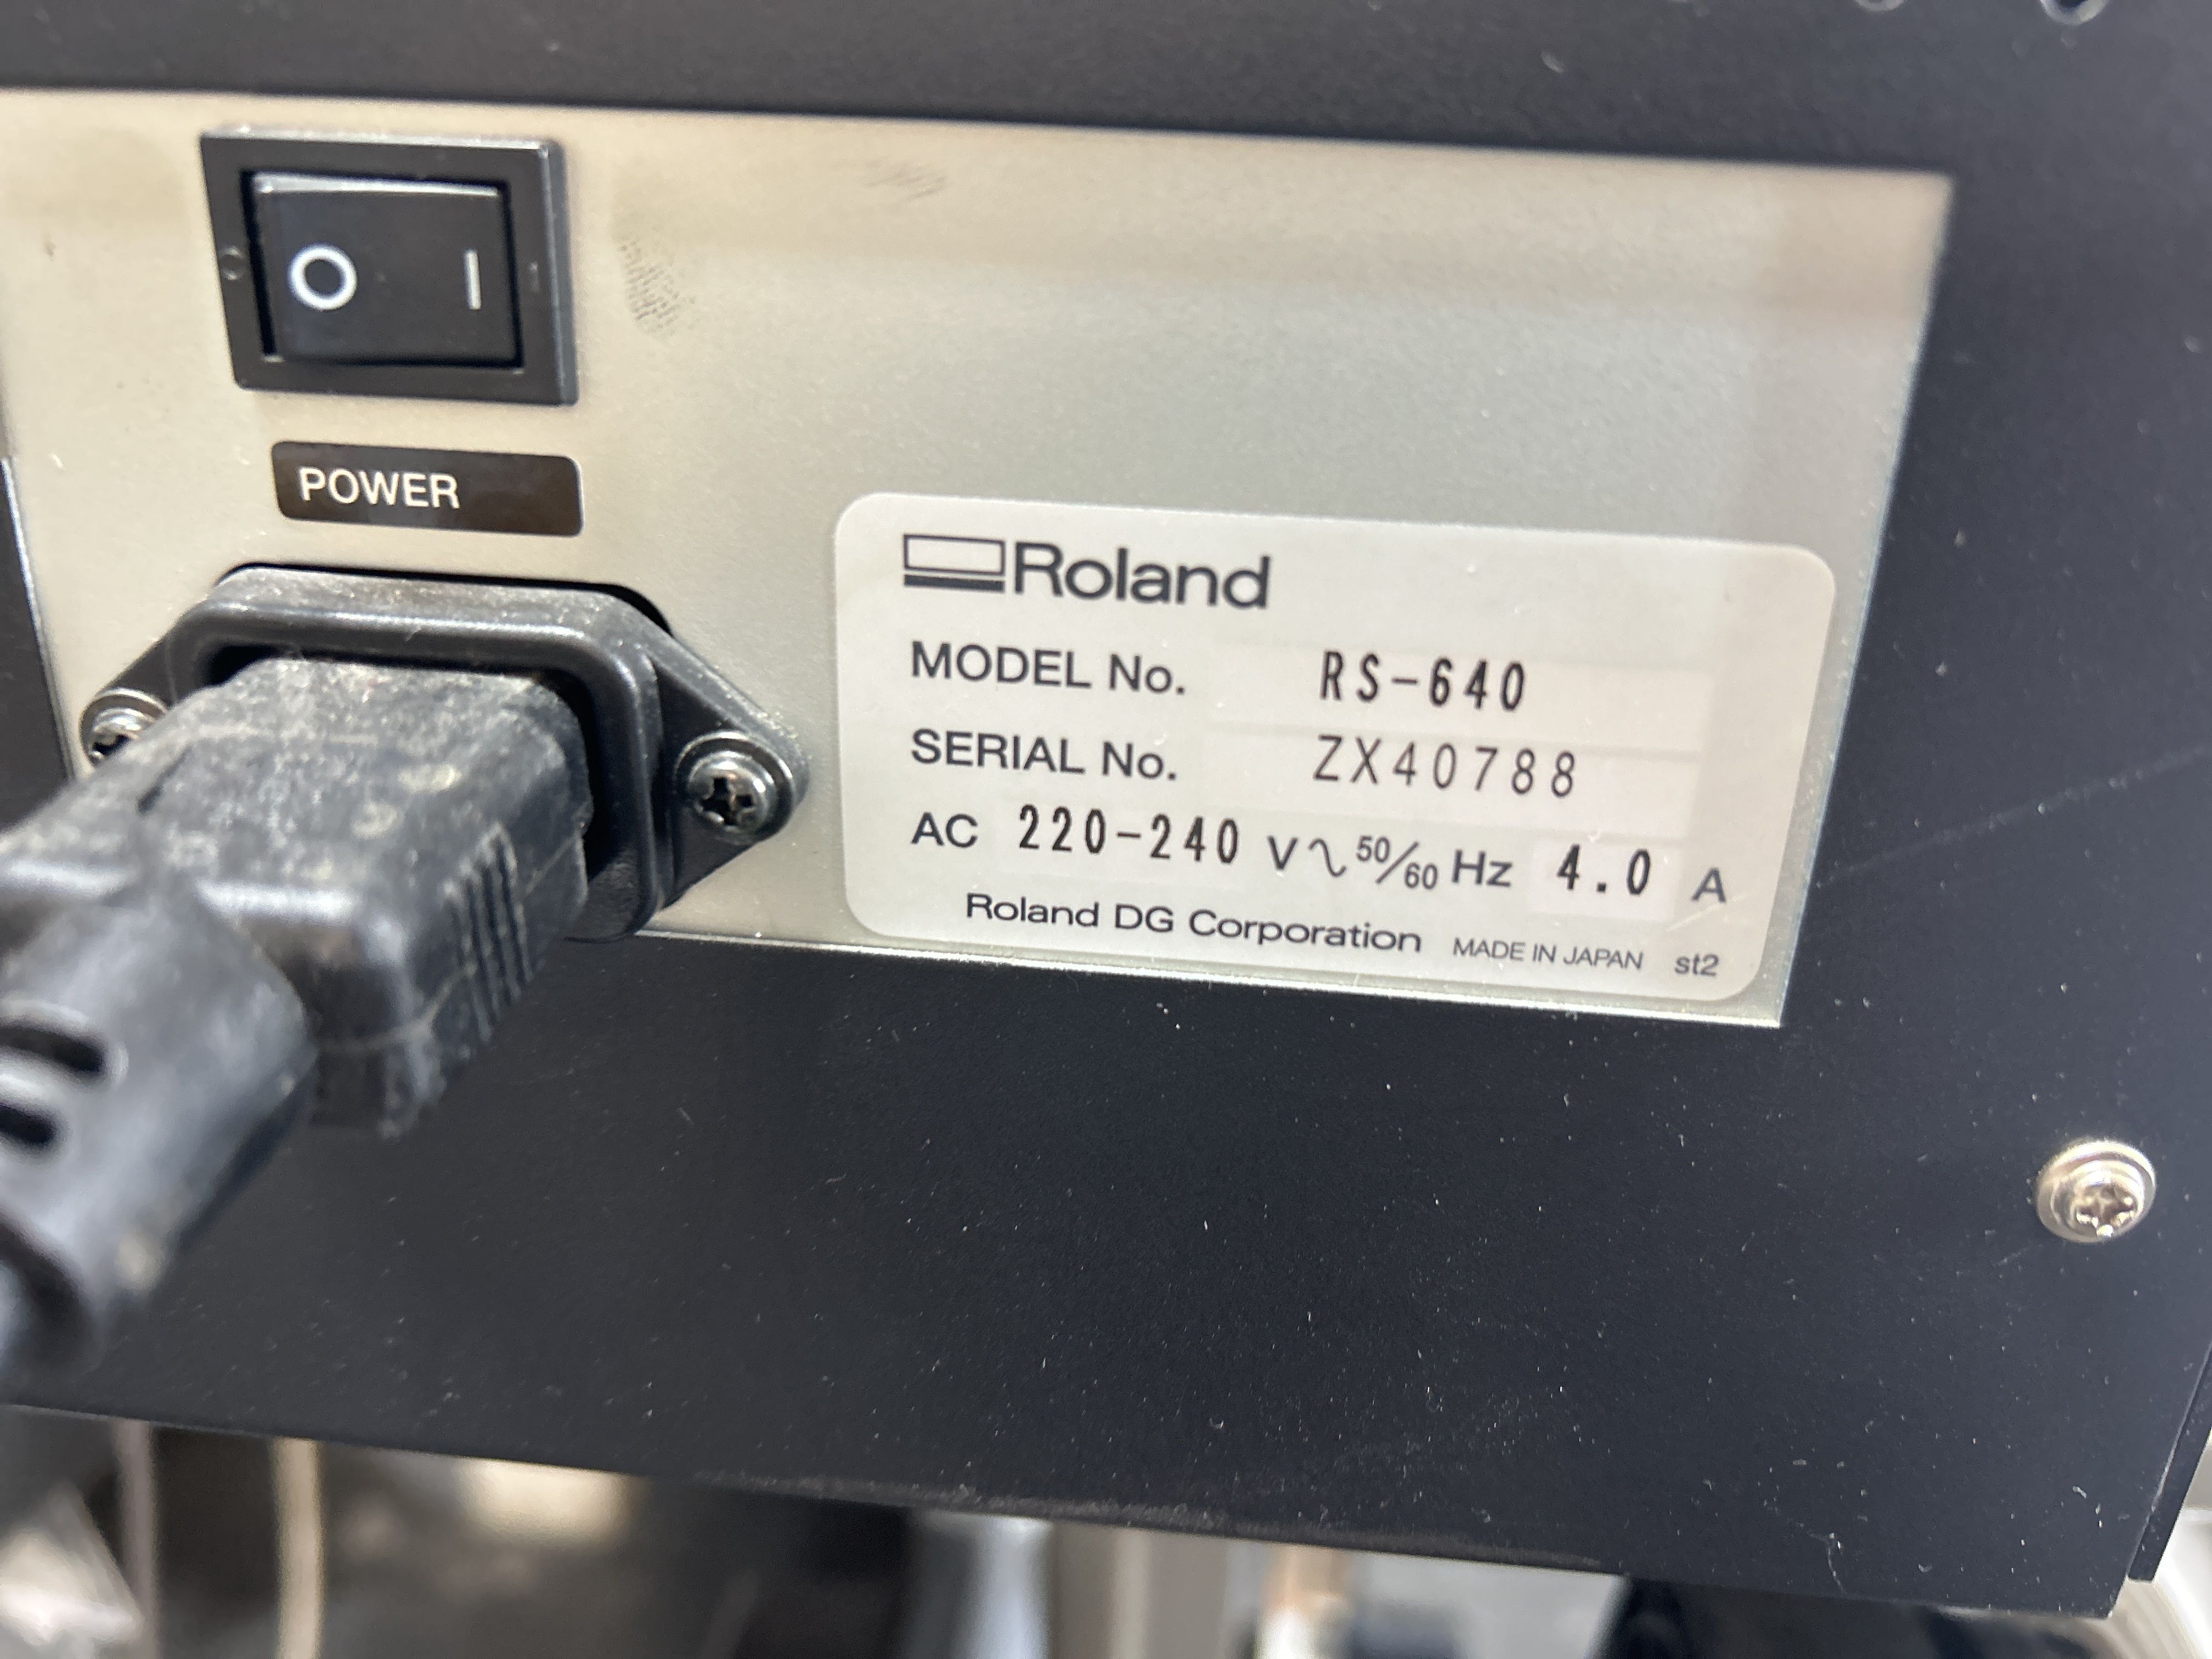 O I
POWER
Roland
MODEL No. RS-640
SERIAL No. ZX40788
AC 220-240 V∿ 50/60 Hz 4.0 A
Roland DG Corporation MADE IN JAPAN st2